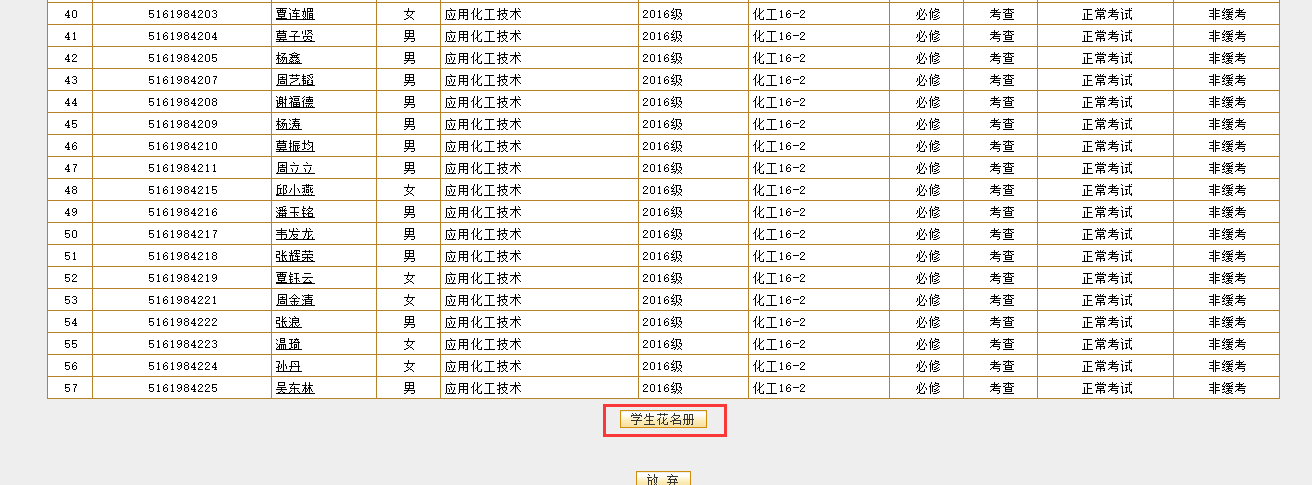 40 5161984203 覃连媚 女 应用化工技术 2016级 化工16-2 必修 考查 正常考试 非缓考
41 5161984204 莫子贤 男 应用化工技术 2016级 化工16-2 必修 考查 正常考试 非缓考
42 5161984205 杨鑫 男 应用化工技术 2016级 化工16-2 必修 考查 正常考试 非缓考
43 5161984207 周艺韬 男 应用化工技术 2016级 化工16-2 必修 考查 正常考试 非缓考
44 5161984208 谢福德 男 应用化工技术 2016级 化工16-2 必修 考查 正常考试 非缓考
45 5161984209 杨涛 男 应用化工技术 2016级 化工16-2 必修 考查 正常考试 非缓考
46 5161984210 莫振均 男 应用化工技术 2016级 化工16-2 必修 考查 正常考试 非缓考
47 5161984211 周立立 男 应用化工技术 2016级 化工16-2 必修 考查 正常考试 非缓考
48 5161984215 邱小燕 女 应用化工技术 2016级 化工16-2 必修 考查 正常考试 非缓考
49 5161984216 潘玉铭 男 应用化工技术 2016级 化工16-2 必修 考查 正常考试 非缓考
50 5161984217 韦发龙 男 应用化工技术 2016级 化工16-2 必修 考查 正常考试 非缓考
51 5161984218 张辉荣 男 应用化工技术 2016级 化工16-2 必修 考查 正常考试 非缓考
52 5161984219 覃钰云 女 应用化工技术 2016级 化工16-2 必修 考查 正常考试 非缓考
53 5161984221 周金清 女 应用化工技术 2016级 化工16-2 必修 考查 正常考试 非缓考
54 5161984222 张浪 男 应用化工技术 2016级 化工16-2 必修 考查 正常考试 非缓考
55 5161984223 温琦 女 应用化工技术 2016级 化工16-2 必修 考查 正常考试 非缓考
56 5161984224 孙丹 女 应用化工技术 2016级 化工16-2 必修 考查 正常考试 非缓考
57 5161984225 吴东林 男 应用化工技术 2016级 化工16-2 必修 考查 正常考试 非缓考
学生花名册
放 弃